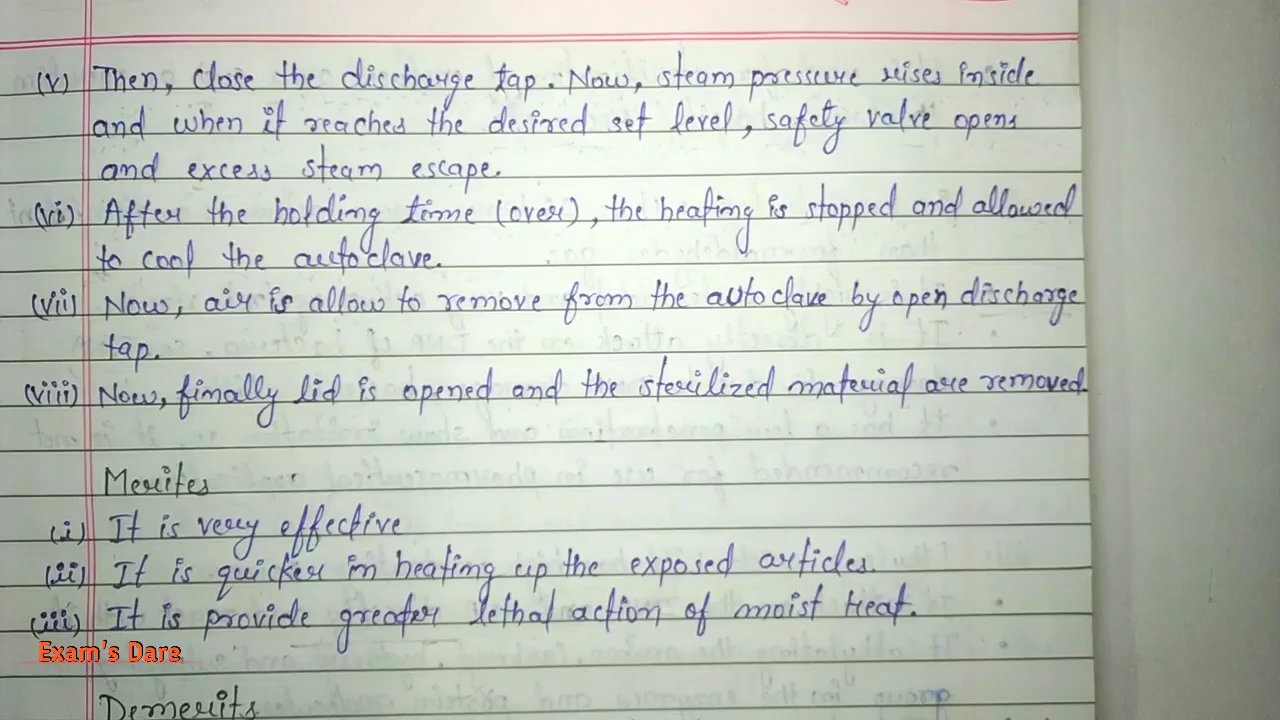 (v) Then, Close the discharge tap. Now, steam pressure rises inside
and when it reaches the desired set level, safety valve opens
and excess steam escape.
(vi) After the holding time (over), the heating is stopped and allowed
to cool the autoclave.
(vii) Now, air is allow to remove from the autoclave by open discharge
tap.
(viii) Now, finally lid is opened and the sterilized material are removed.
Merites
(i) It is very effective
(ii) It is quicker in heating up the exposed articles.
(iii) It is provide greater lethal action of moist heat.
Exam's Dare
Demerits